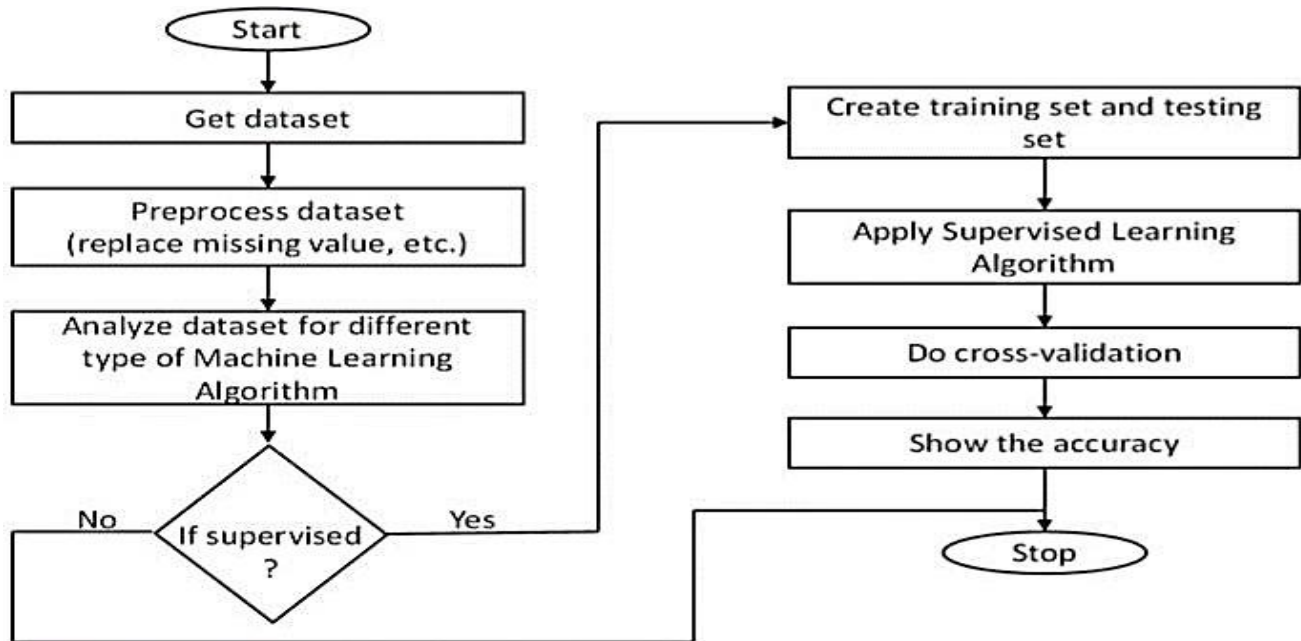 Start
Get dataset
Preprocess dataset
(replace missing value, etc.)
Analyze dataset for different
type of Machine Learning
Algorithm
If supervised
?
No
Yes
Create training set and testing
set
Apply Supervised Learning
Algorithm
Do cross-validation
Show the accuracy
Stop